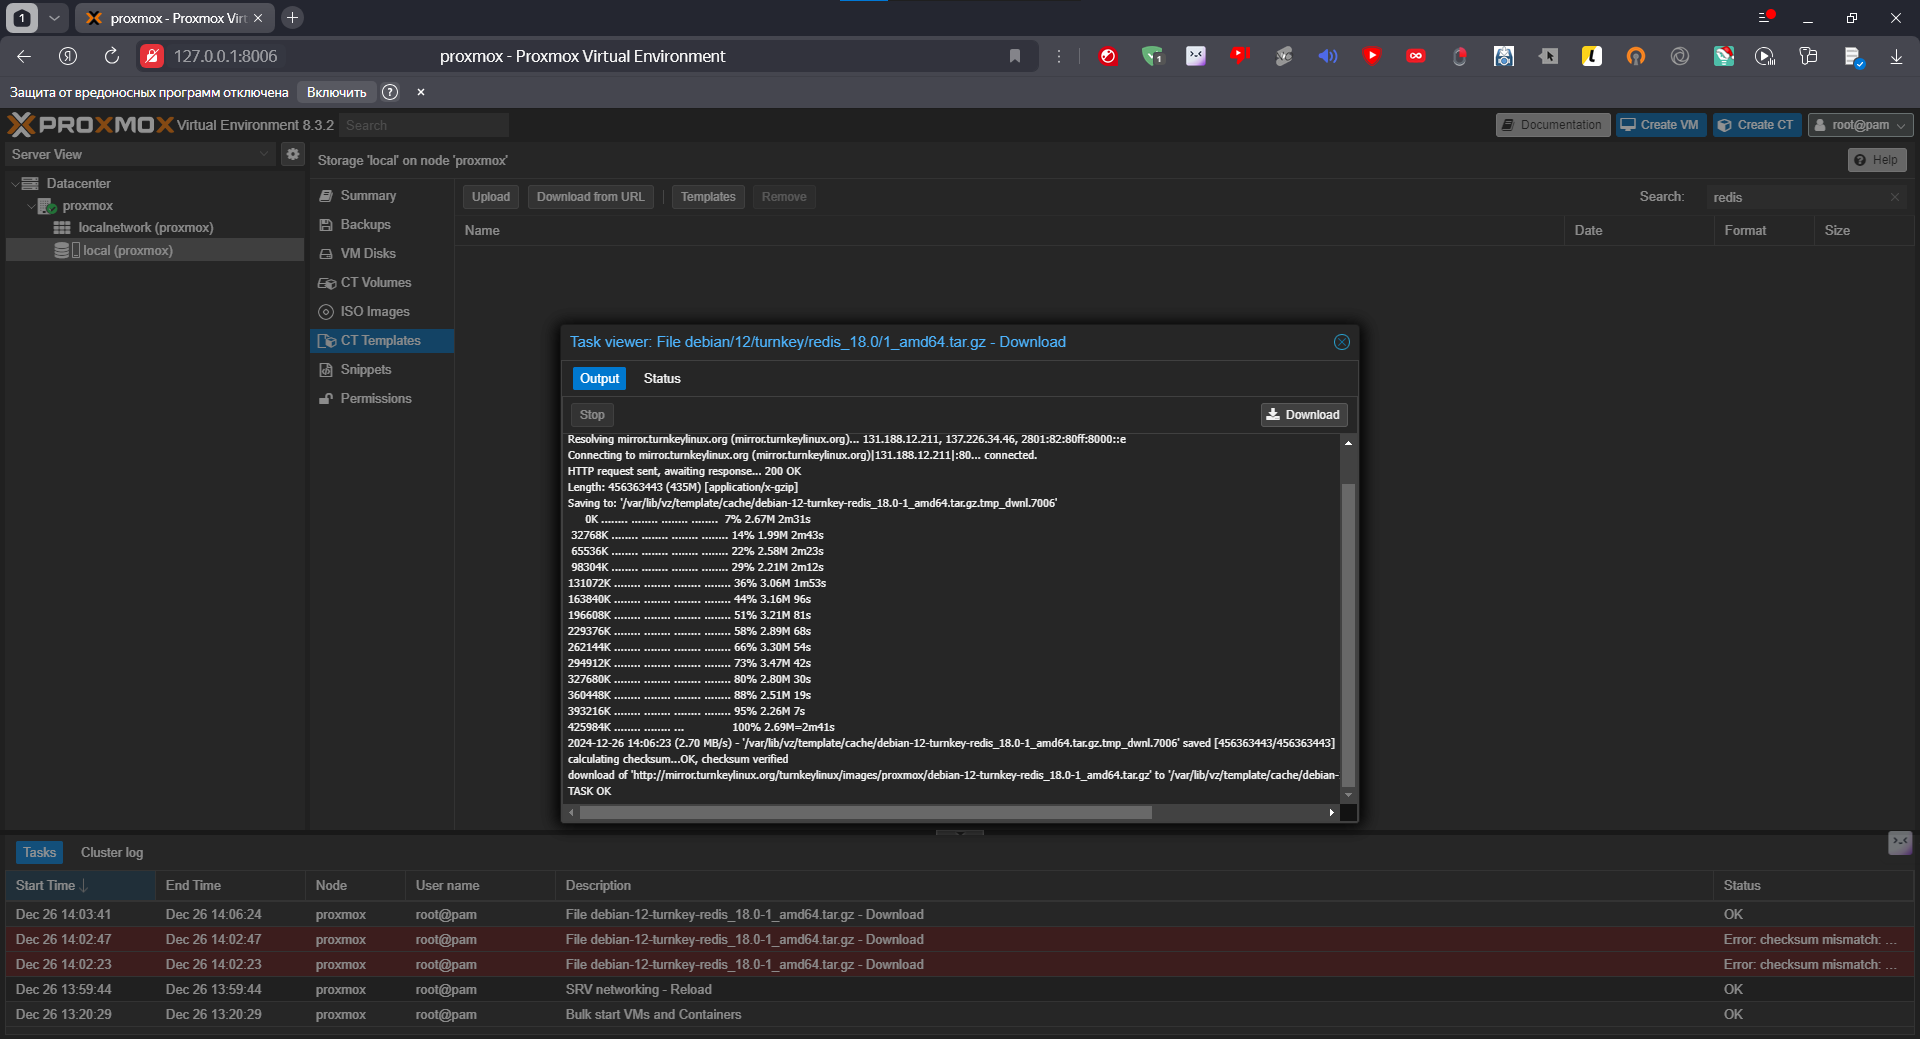 1
proxmox - Proxmox Virt
127.0.0.1:8006
proxmox - Proxmox Virtual Environment
Защита от вредоносных программ отключена
Включить
PROXMOX Virtual Environment 8.3.2
Search
Documentation
Create VM
Create CT
root@pam
Server View
Storage 'local' on node 'proxmox'
Help
Datacenter
proxmox
localnetwork (proxmox)
local (proxmox)
Summary
Backups
VM Disks
CT Volumes
ISO Images
CT Templates
Snippets
Permissions
Upload
Download from URL
Templates
Remove
Search:
redis
Name
Date
Format
Size
Task viewer: File debian/12/turnkey/redis_18.0/1_amd64.tar.gz - Download
Output
Status
Stop
Download
Resolving mirror.turnkeylinux.org (mirror.turnkeylinux.org)... 131.188.12.211, 137.226.34.46, 2801:82:80ff:8000::e
Connecting to mirror.turnkeylinux.org (mirror.turnkeylinux.org)|131.188.12.211|:80... connected.
HTTP request sent, awaiting response... 200 OK
Length: 456363443 (435M) [application/x-gzip]
Saving to: '/var/lib/vz/template/cache/debian-12-turnkey-redis_18.0-1_amd64.tar.gz.tmp_dwnl.7006'
0K ........ ........ ........ ........ 7% 2.67M 2m31s
32768K ........ ........ ........ ........ 14% 1.99M 2m43s
65536K ........ ........ ........ ........ 22% 2.58M 2m23s
98304K ........ ........ ........ ........ 29% 2.21M 2m12s
131072K ........ ........ ........ ........ 36% 3.06M 1m53s
163840K ........ ........ ........ ........ 44% 3.16M 96s
196608K ........ ........ ........ ........ 51% 3.21M 81s
229376K ........ ........ ........ ........ 58% 2.89M 68s
262144K ........ ........ ........ ........ 66% 3.30M 54s
294912K ........ ........ ........ ........ 73% 3.47M 42s
327680K ........ ........ ........ ........ 80% 2.80M 30s
360448K ........ ........ ........ ........ 88% 2.51M 19s
393216K ........ ........ ........ ........ 95% 2.26M 7s
425984K ........ ........ ... 100% 2.69M=2m41s
2024-12-26 14:06:23 (2.70 MB/s) - '/var/lib/vz/template/cache/debian-12-turnkey-redis_18.0-1_amd64.tar.gz.tmp_dwnl.7006' saved [456363443/456363443]
calculating checksum...OK, checksum verified
download of 'http://mirror.turnkeylinux.org/turnkeylinux/images/proxmox/debian-12-turnkey-redis_18.0-1_amd64.tar.gz' to '/var/lib/vz/template/cache/debian-
TASK OK
Tasks
Cluster log
Start Time End Time Node User name Description Status
Dec 26 14:03:41 Dec 26 14:06:24 proxmox root@pam File debian-12-turnkey-redis_18.0-1_amd64.tar.gz - Download OK
Dec 26 14:02:47 Dec 26 14:02:47 proxmox root@pam File debian-12-turnkey-redis_18.0-1_amd64.tar.gz - Download Error: checksum mismatch: ...
Dec 26 14:02:23 Dec 26 14:02:23 proxmox root@pam File debian-12-turnkey-redis_18.0-1_amd64.tar.gz - Download Error: checksum mismatch: ...
Dec 26 13:59:44 Dec 26 13:59:44 proxmox root@pam SRV networking - Reload OK
Dec 26 13:20:29 Dec 26 13:20:29 proxmox root@pam Bulk start VMs and Containers OK